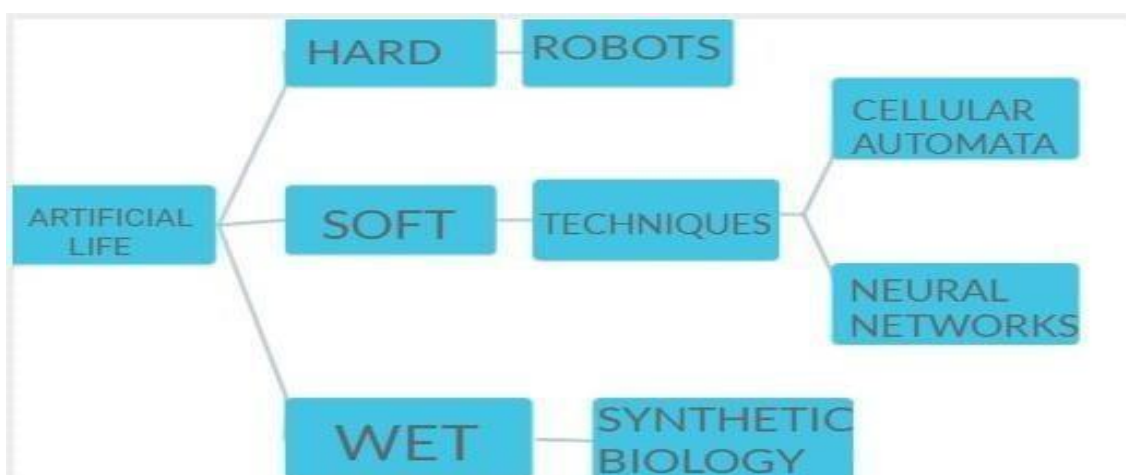 HARD
ROBOTS
CELLULAR
AUTOMATA
ARTIFICIAL
LIFE
SOFT
TECHNIQUES
NEURAL
NETWORKS
WET
SYNTHETIC
BIOLOGY